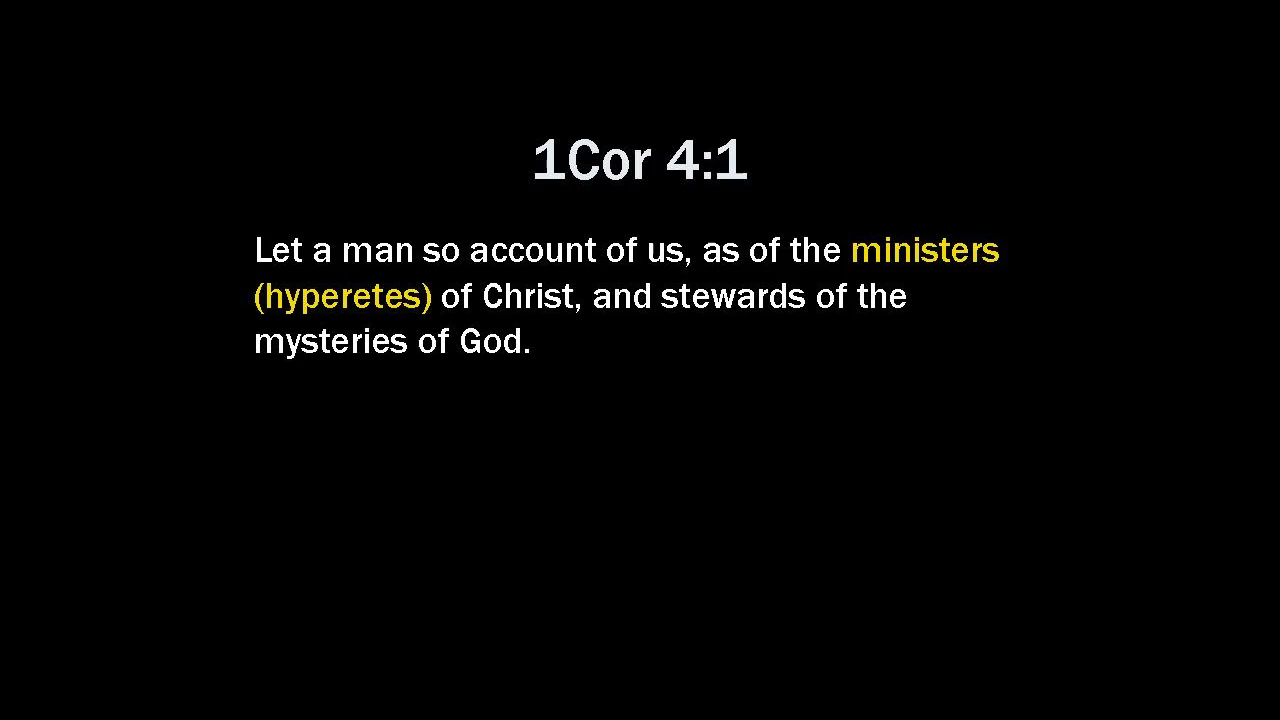 1Cor 4:1
Let a man so account of us, as of the ministers
(hyperetes) of Christ, and stewards of the
mysteries of God.